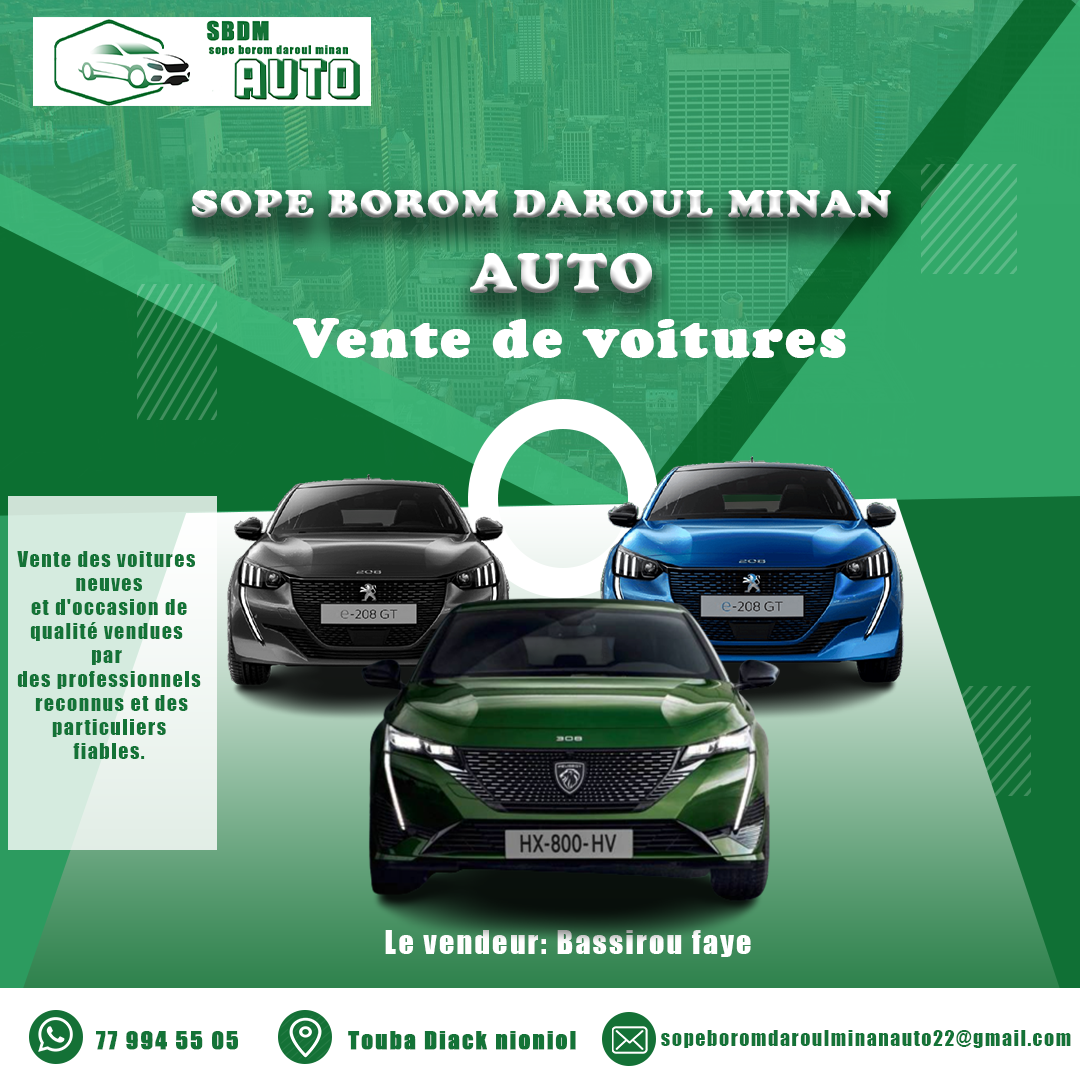 SBDM
sope borom daroul minan
AUTO
SOPE BOROM DAROUL MINAN
AUTO
Vente de voitures
Vente des voitures
neuves
et d'occasion de
qualité vendues
par
des professionnels
reconnus et des
particuliers
fiables.
208
e-208 GT
208
e-208 GT
308
PEUGEOT
HX-800-HV
Le vendeur: Bassirou faye
77 994 55 05
Touba Diack nioniol
sopeboromdaroulminanauto22@gmail.com